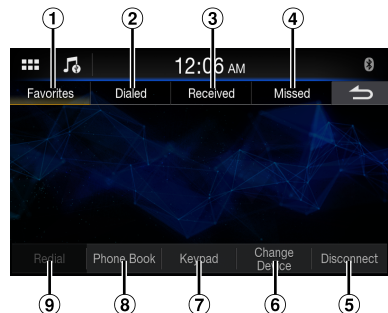 ① ② ③ ④
12:06 AM
Favorites Dialed Received Missed
Redial Phone Book Keypad Change Device Disconnect
⑨ ⑧ ⑦ ⑥ ⑤